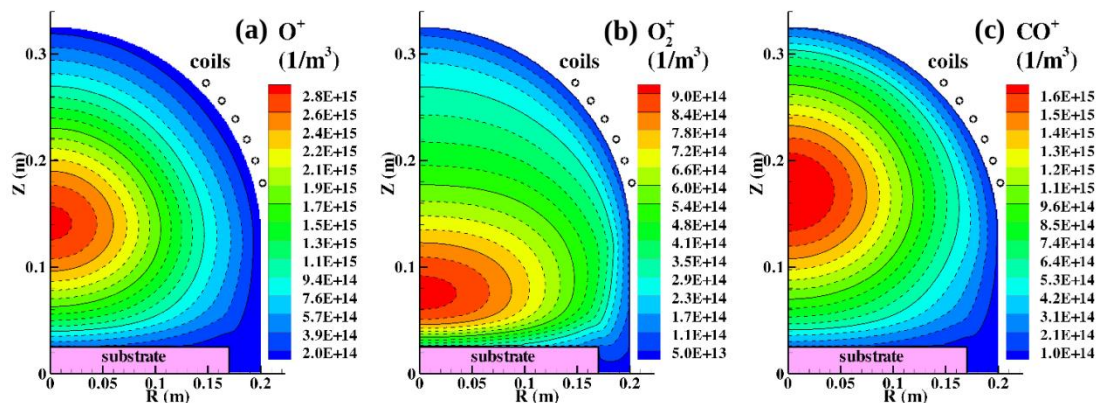 (a) O⁺
(1/m³)
coils
2.8E+15
2.6E+15
2.4E+15
2.2E+15
1.9E+15
1.7E+15
1.5E+15
1.3E+15
9.4E+14
7.6E+14
5.7E+14
3.9E+14
2.0E+14
Z (m)
0.3
0.2
0.1
0
substrate
0 0.05 0.1 0.15 0.2
R (m)
(b) O₂⁺
(1/m³)
coils
9.0E+14
8.4E+14
7.8E+14
7.2E+14
6.6E+14
6.0E+14
5.4E+14
4.8E+14
4.1E+14
3.5E+14
2.9E+14
2.3E+14
1.7E+14
1.1E+14
5.0E+13
Z (m)
0.3
0.2
0.1
0
substrate
0 0.05 0.1 0.15 0.2
R (m)
(c) CO⁺
(1/m³)
coils
1.6E+15
1.5E+15
1.4E+15
1.3E+15
1.2E+15
1.1E+15
9.6E+14
8.5E+14
7.4E+14
6.4E+14
5.3E+14
4.2E+14
3.1E+14
2.1E+14
1.0E+14
Z (m)
0.3
0.2
0.1
0
substrate
0 0.05 0.1 0.15 0.2
R (m)